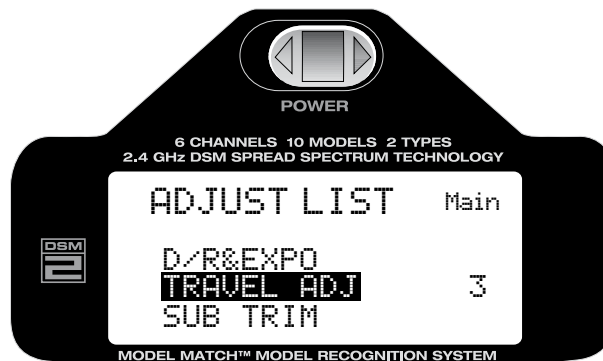 POWER
6 CHANNELS 10 MODELS 2 TYPES
2.4 GHz DSM SPREAD SPECTRUM TECHNOLOGY
ADJUST LIST Main
DSM
2
D/R&EXPO
TRAVEL ADJ 3
SUB TRIM
MODEL MATCH™ MODEL RECOGNITION SYSTEM